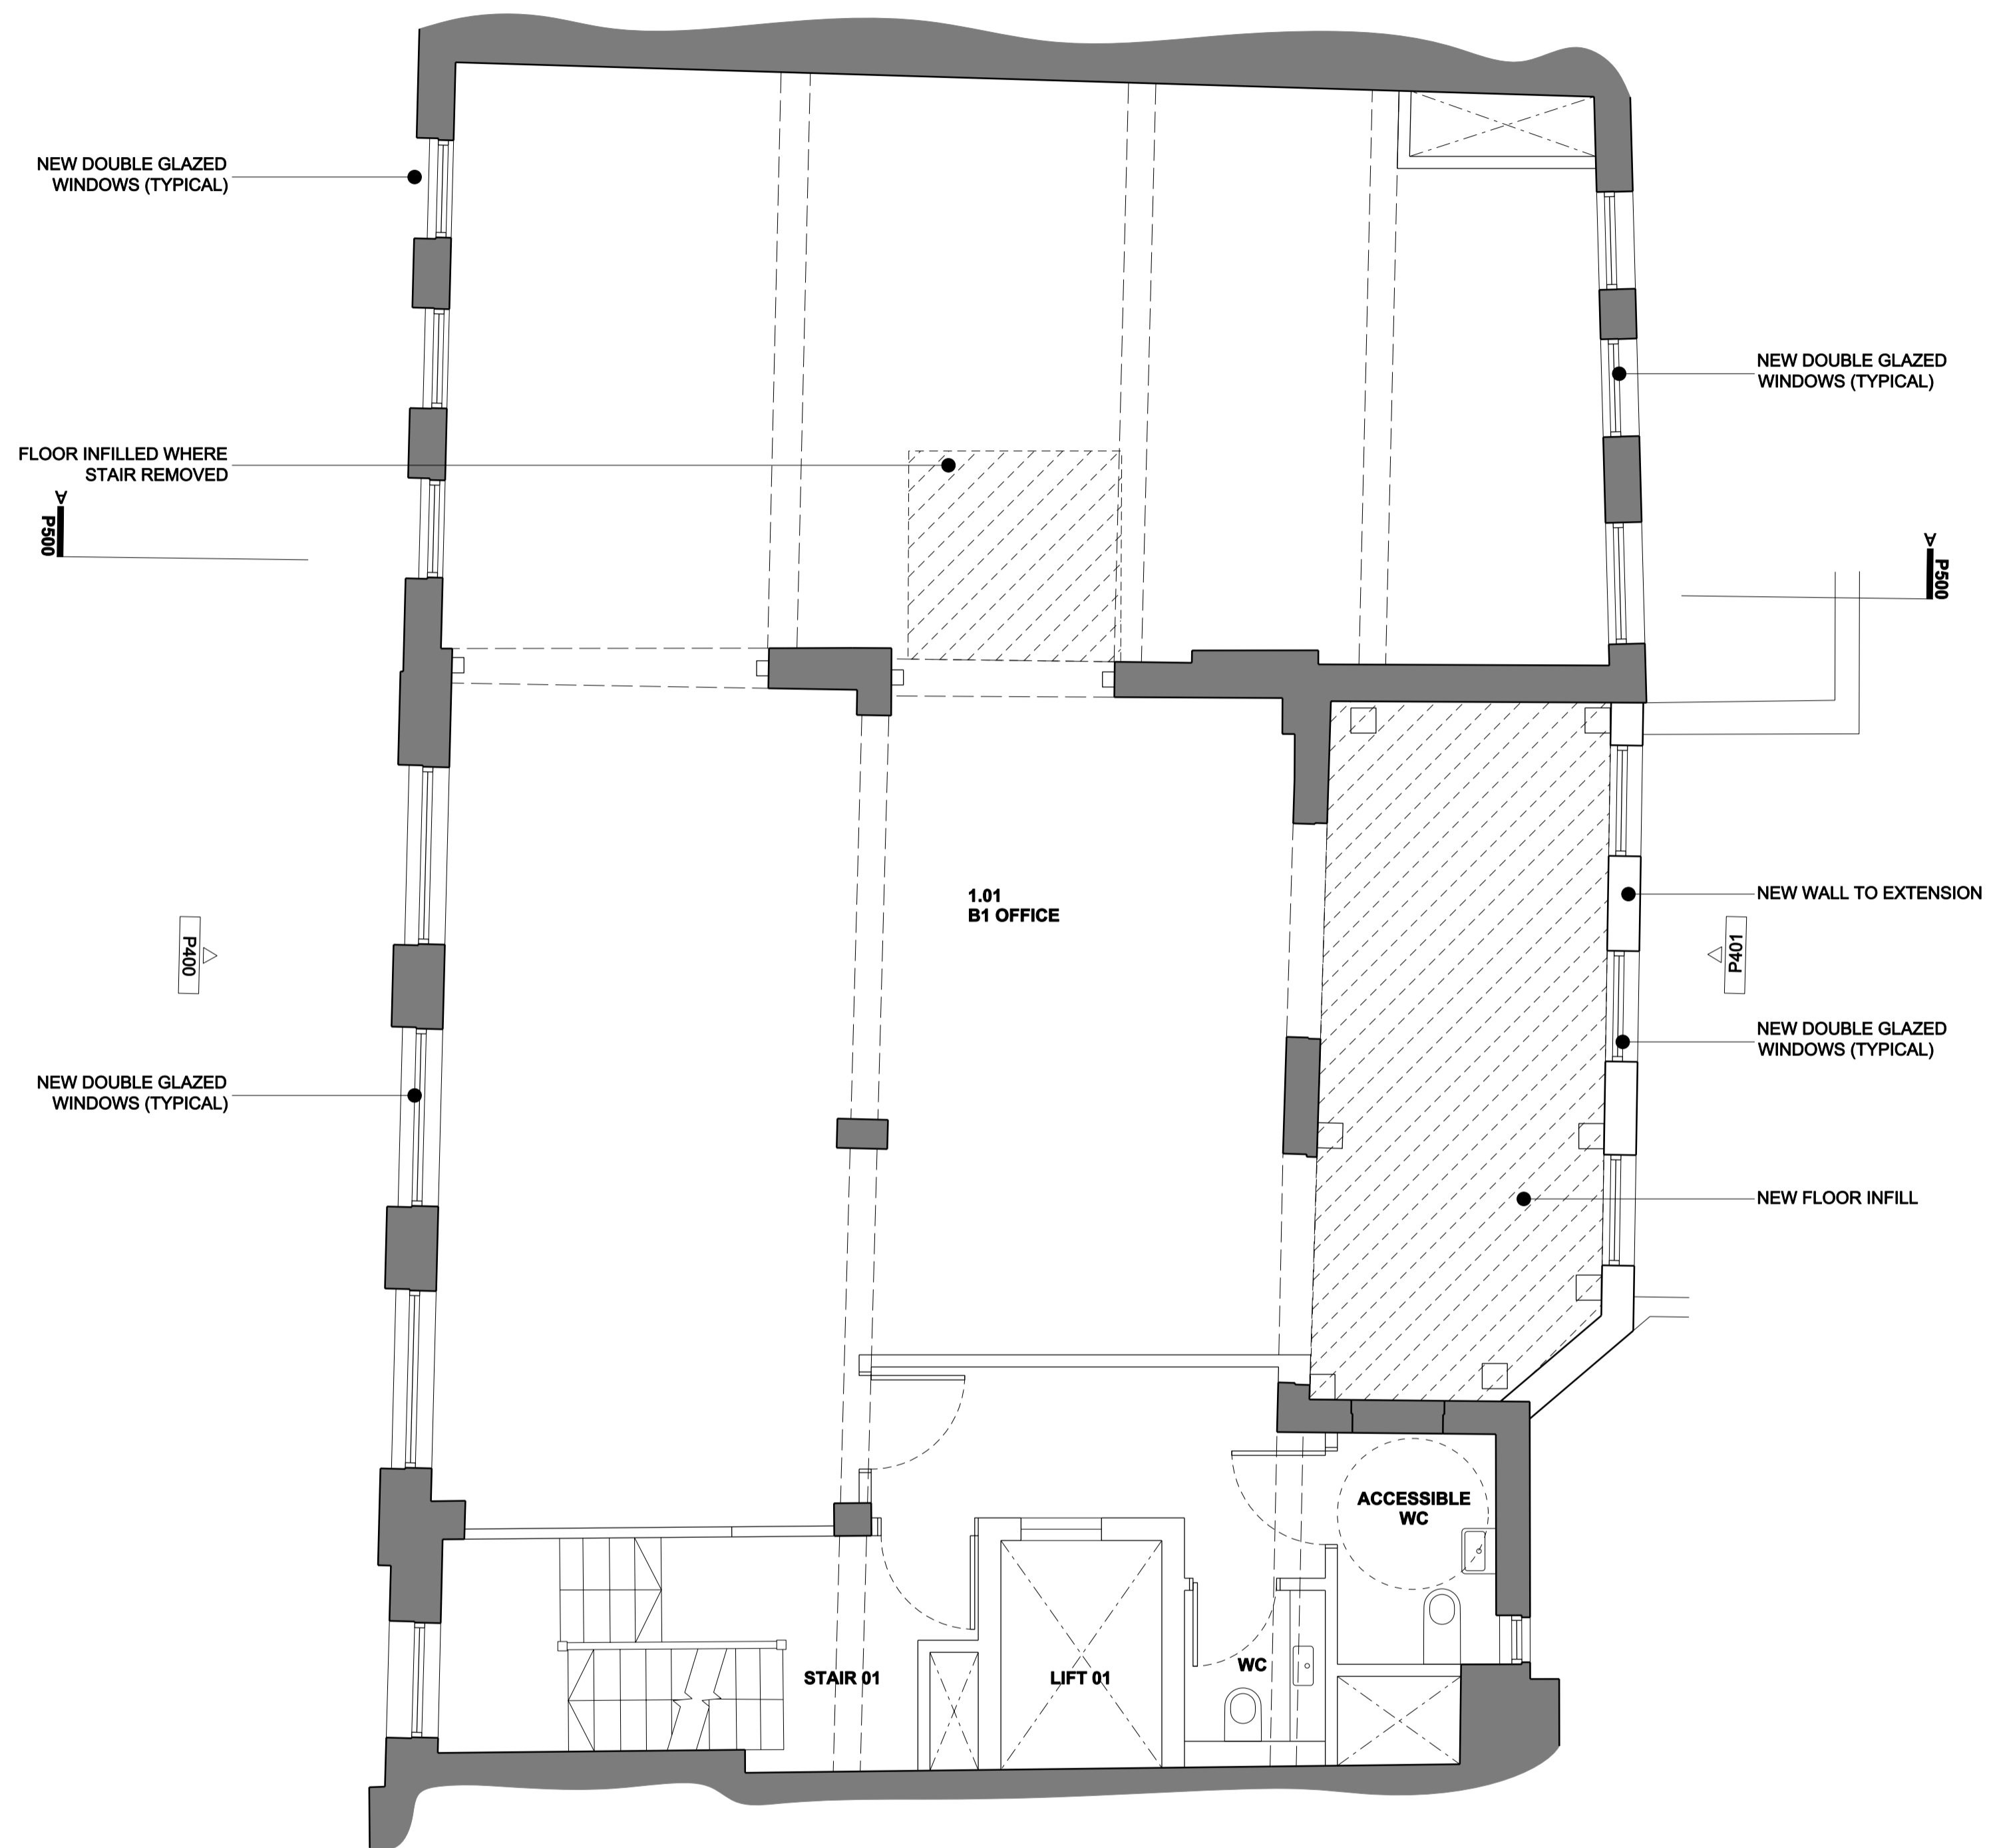 NEW DOUBLE GLAZED
WINDOWS (TYPICAL)
NEW DOUBLE GLAZED
WINDOWS (TYPICAL)
FLOOR INFILLED WHERE
STAIR REMOVED
A
P500
A
P500
1.01
B1 OFFICE
NEW WALL TO EXTENSION
P400
P401
NEW DOUBLE GLAZED
WINDOWS (TYPICAL)
NEW DOUBLE GLAZED
WINDOWS (TYPICAL)
NEW FLOOR INFILL
ACCESSIBLE
WC
STAIR 01
LIFT 01
WC